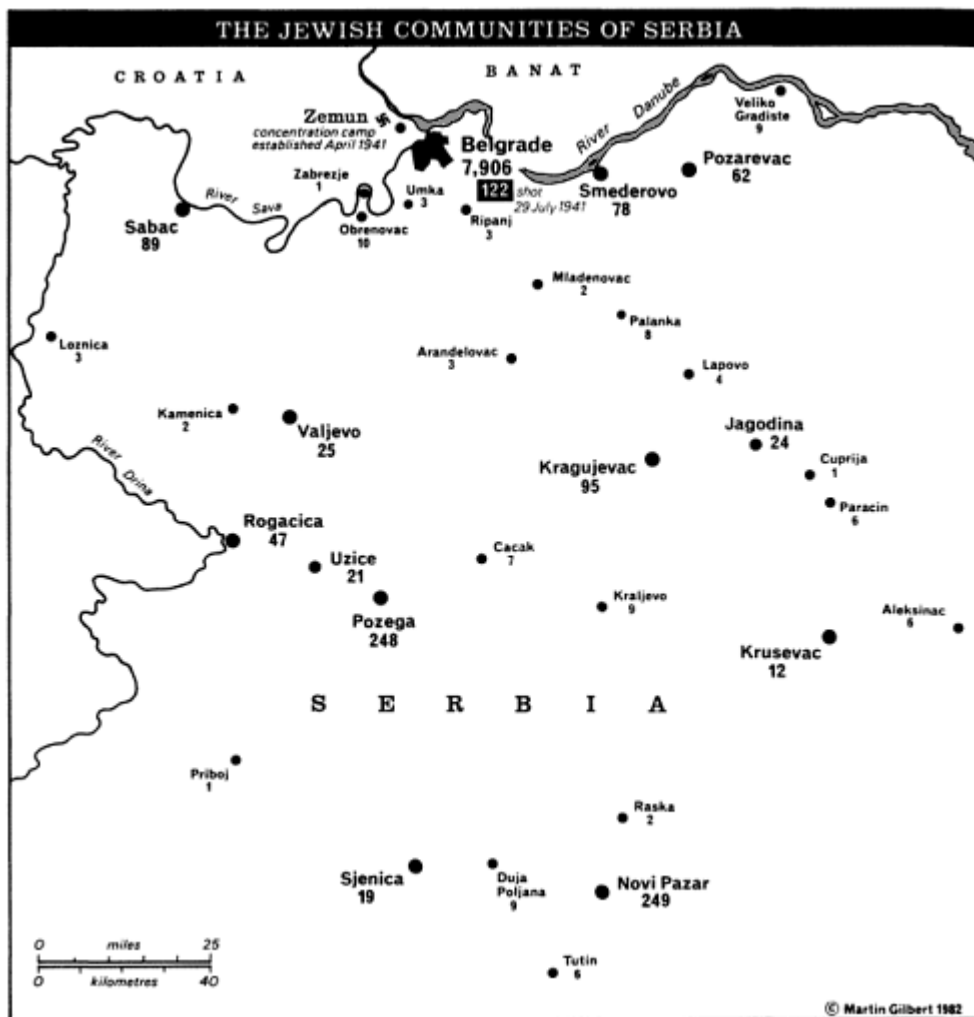 THE JEWISH COMMUNITIES OF SERBIA
CROATIA
BANAT
Zemun
concentration camp
established April 1941
Belgrade
7,906
122 shot
29 July 1941
River Danube
Veliko
Gradiste
9
Pozarevac
62
Smederovo
78
Zabrezje
1
Umka
3
River Sava
Sabac
89
Obrenovac
10
Ripanj
3
Mladenovac
2
Palanka
8
Loznica
3
Arandelovac
3
Lapovo
4
Kamenica
2
Valjevo
25
Jagodina
24
Kragujevac
95
Cuprija
1
River Drina
Paracin
6
Rogacica
47
Uzice
21
Cacak
7
Pozega
248
Kraljevo
9
Aleksinac
6
Krusevac
12
SERBIA
Priboj
1
Raska
2
Sjenica
19
Duja
Poljana
9
Novi Pazar
249
Tutin
6
0 miles 25
0 kilometres 40
© Martin Gilbert 1982